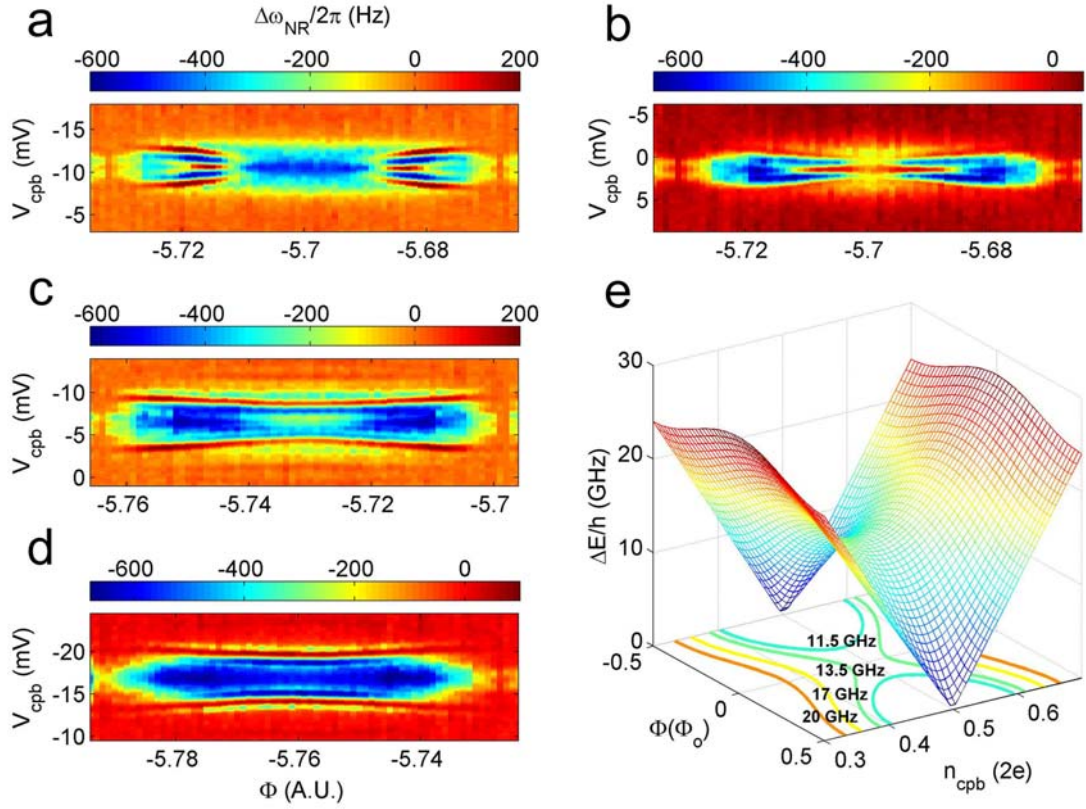 a
Δω_NR/2π (Hz)
-600 -400 -200 0 200
V_cpb (mV)
-15
-10
-5
-5.72 -5.7 -5.68
b
-600 -400 -200
V_cpb (mV)
-5
0
5
-5.72 -5.7 -5.68
c
-600 -400 -200 0 200
V_cpb (mV)
-10
-5
0
-5.76 -5.74 -5.72 -5.7
d
-600 -400 -200 0
V_cpb (mV)
-20
-15
-10
-5.78 -5.76 -5.74
Φ (A.U.)
e
ΔE/h (GHz)
30
20
10
0
11.5 GHz
13.5 GHz
17 GHz
20 GHz
-0.5 0 0.5
Φ(Φ_o)
0.3 0.4 0.5 0.6
n_cpb (2e)